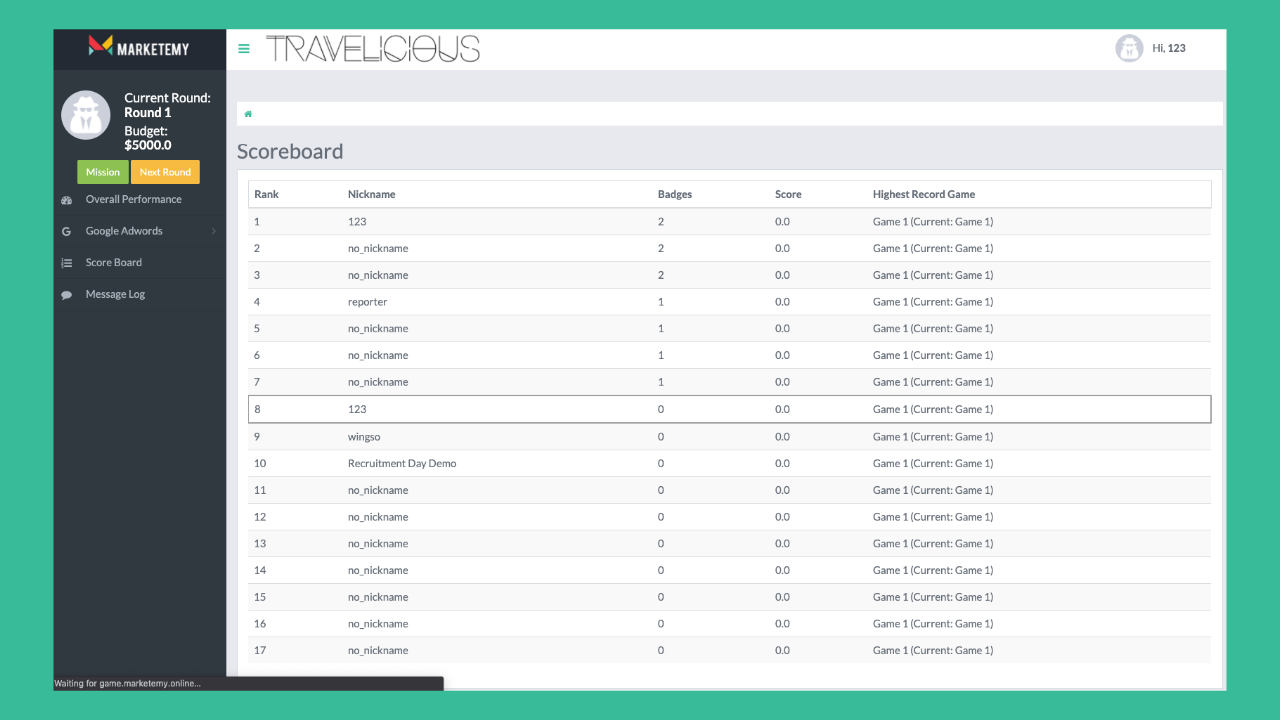 MARKETEMY
TRAVELICIOUS
Hi, 123
Current Round:
Round 1
Budget:
$5000.0
Mission
Next Round
Overall Performance
Google Adwords
Score Board
Message Log
Scoreboard
Rank Nickname Badges Score Highest Record Game
1 123 2 0.0 Game 1 (Current: Game 1)
2 no_nickname 2 0.0 Game 1 (Current: Game 1)
3 no_nickname 2 0.0 Game 1 (Current: Game 1)
4 reporter 1 0.0 Game 1 (Current: Game 1)
5 no_nickname 1 0.0 Game 1 (Current: Game 1)
6 no_nickname 1 0.0 Game 1 (Current: Game 1)
7 no_nickname 1 0.0 Game 1 (Current: Game 1)
8 123 0 0.0 Game 1 (Current: Game 1)
9 wingso 0 0.0 Game 1 (Current: Game 1)
10 Recruitment Day Demo 0 0.0 Game 1 (Current: Game 1)
11 no_nickname 0 0.0 Game 1 (Current: Game 1)
12 no_nickname 0 0.0 Game 1 (Current: Game 1)
13 no_nickname 0 0.0 Game 1 (Current: Game 1)
14 no_nickname 0 0.0 Game 1 (Current: Game 1)
15 no_nickname 0 0.0 Game 1 (Current: Game 1)
16 no_nickname 0 0.0 Game 1 (Current: Game 1)
17 no_nickname 0 0.0 Game 1 (Current: Game 1)
Waiting for game.marketemy.online...